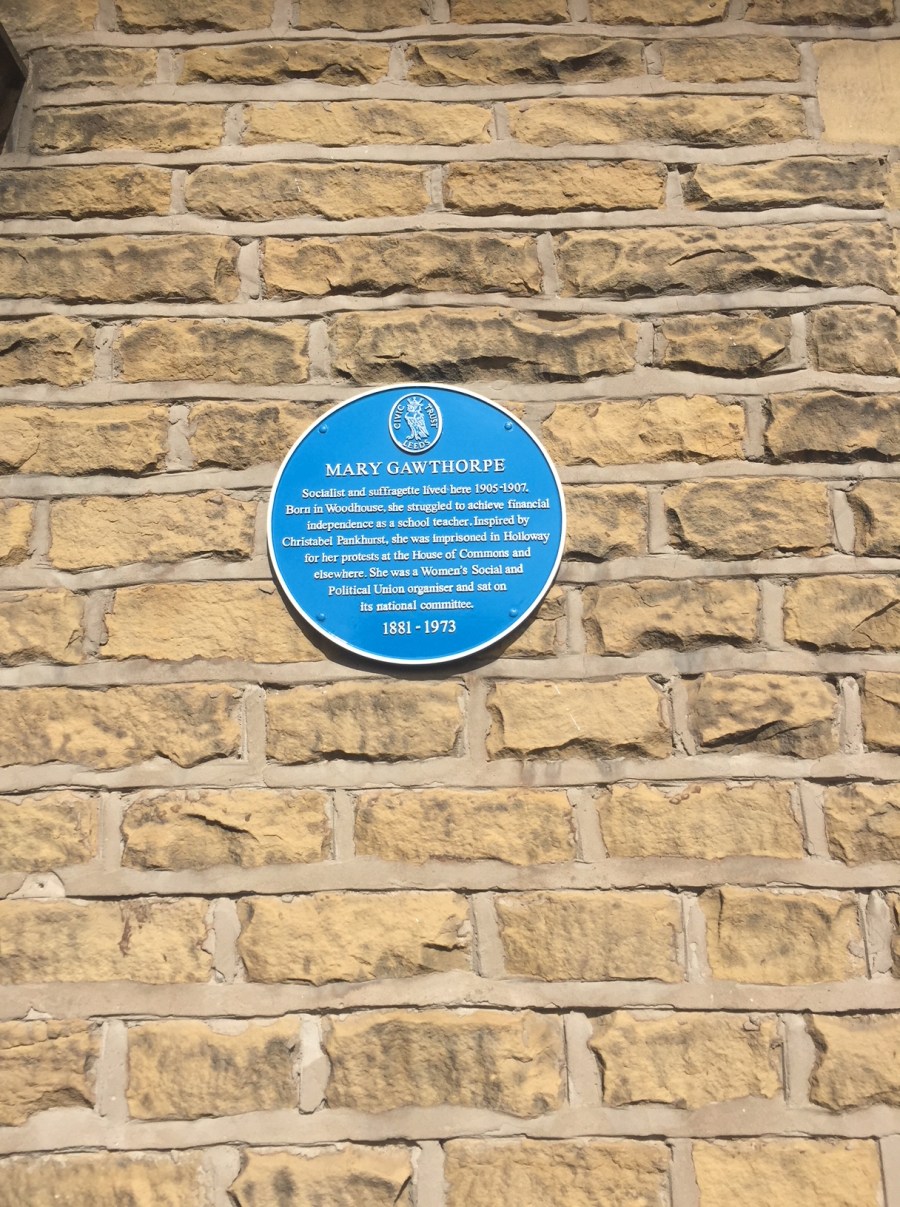 CIVIC TRUST
LEEDS
MARY GAWTHORPE
Socialist and suffragette lived here 1905-1907.
Born in Woodhouse, she struggled to achieve financial
independence as a school teacher. Inspired by
Christabel Pankhurst, she was imprisoned in Holloway
for her protests at the House of Commons and
elsewhere. She was a Women's Social and
Political Union organiser and sat on
its national committee.
1881 - 1973